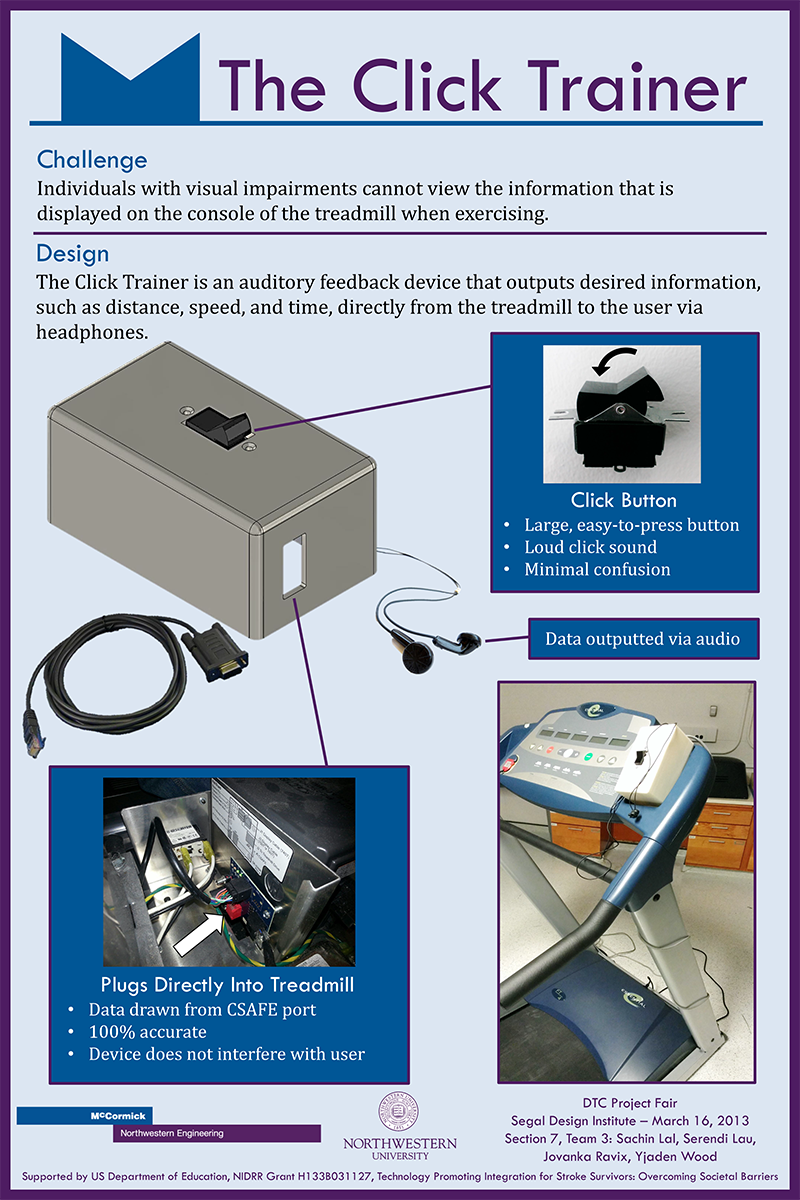 The Click Trainer
Challenge
Individuals with visual impairments cannot view the information that is
displayed on the console of the treadmill when exercising.
Design
The Click Trainer is an auditory feedback device that outputs desired information,
such as distance, speed, and time, directly from the treadmill to the user via
headphones.
Click Button
• Large, easy-to-press button
• Loud click sound
• Minimal confusion
Data outputted via audio
Plugs Directly Into Treadmill
• Data drawn from CSAFE port
• 100% accurate
• Device does not interfere with user
McCormick
Northwestern Engineering
NORTHWESTERN
UNIVERSITY
DTC Project Fair
Segal Design Institute – March 16, 2013
Section 7, Team 3: Sachin Lal, Serendi Lau,
Jovanka Ravix, Yjaden Wood
Supported by US Department of Education, NIDRR Grant H133B031127, Technology Promoting Integration for Stroke Survivors: Overcoming Societal Barriers